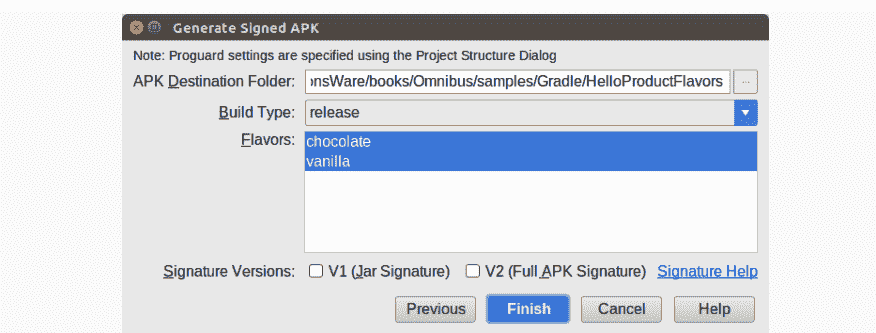 Generate Signed APK
Note: Proguard settings are specified using the Project Structure Dialog
APK Destination Folder: onsWare/books/Omnibus/samples/Gradle/HelloProductFlavors ...
Build Type: release
Flavors: chocolate
vanilla
Signature Versions: V1 (Jar Signature) V2 (Full APK Signature) Signature Help
Previous Finish Cancel Help